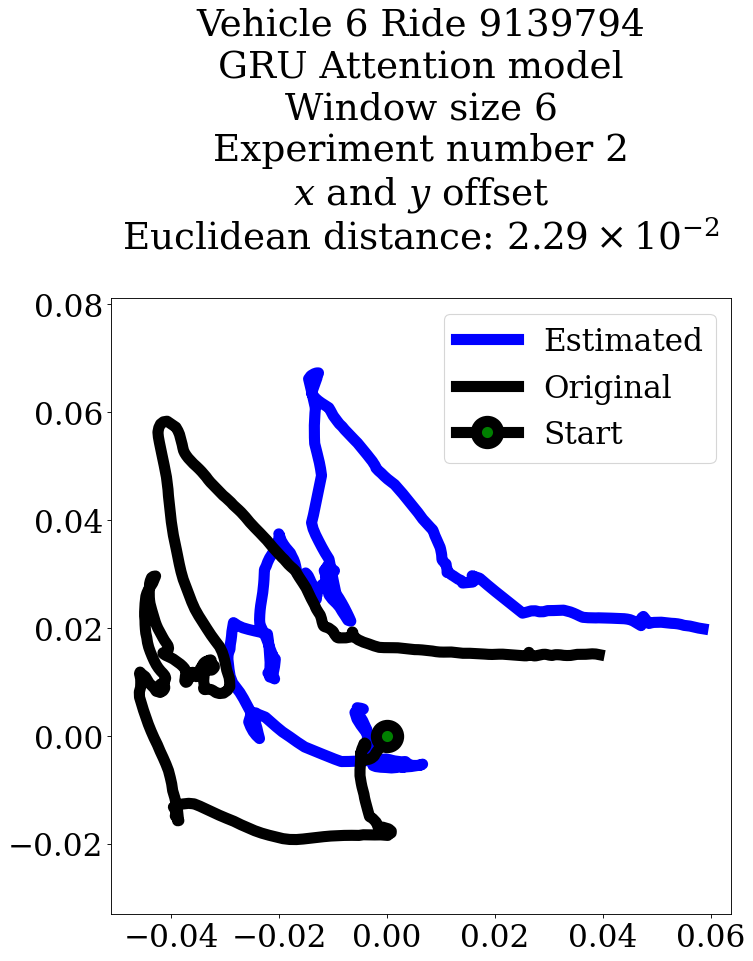 Vehicle 6 Ride 9139794
GRU Attention model
Window size 6
Experiment number 2
x and y offset
Euclidean distance: 2.29 × 10⁻²
Estimated
Original
Start
0.08
0.06
0.04
0.02
0.00
−0.02
−0.04 −0.02 0.00 0.02 0.04 0.06